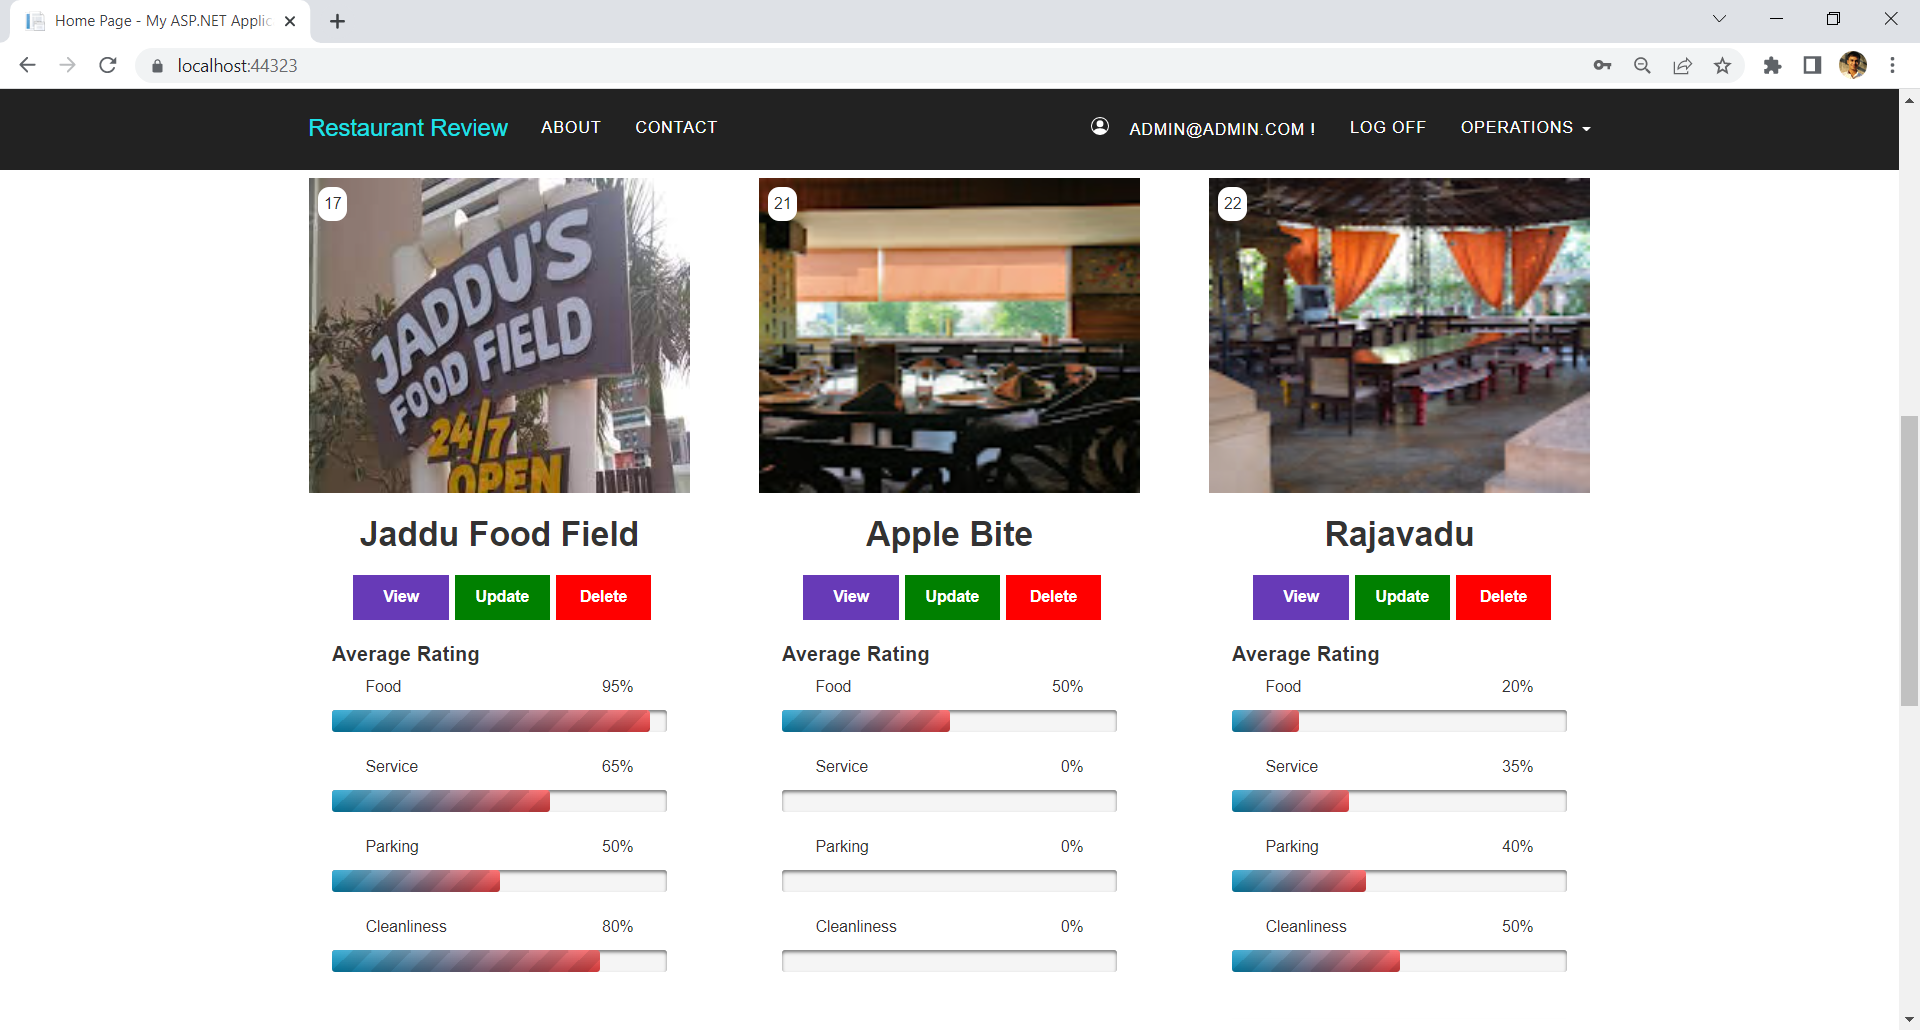 Home Page - My ASP.NET Applic
localhost:44323
Restaurant Review ABOUT CONTACT ADMIN@ADMIN.COM ! LOG OFF OPERATIONS
17
JADDU'S
FOOD FIELD
24/7
OPEN
21
22
Jaddu Food Field
View Update Delete
Average Rating
Food 95%
Service 65%
Parking 50%
Cleanliness 80%
Apple Bite
View Update Delete
Average Rating
Food 50%
Service 0%
Parking 0%
Cleanliness 0%
Rajavadu
View Update Delete
Average Rating
Food 20%
Service 35%
Parking 40%
Cleanliness 50%